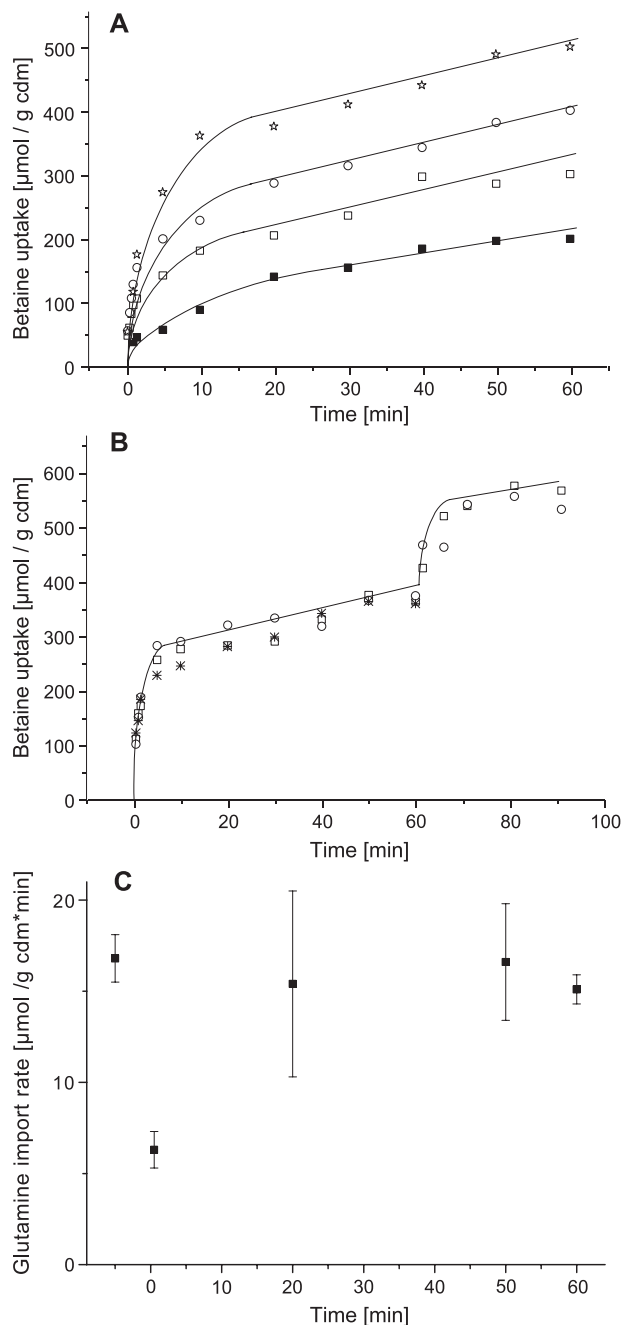 A
Betaine uptake [µmol / g cdm]
500
400
300
200
100
0
0 10 20 30 40 50 60
Time [min]
B
Betaine uptake [µmol / g cdm]
600
500
400
300
200
100
0
0 20 40 60 80 100
Time [min]
C
Glutamine import rate [µmol /g cdm*min]
20
10
0
0 10 20 30 40 50 60
Time [min]